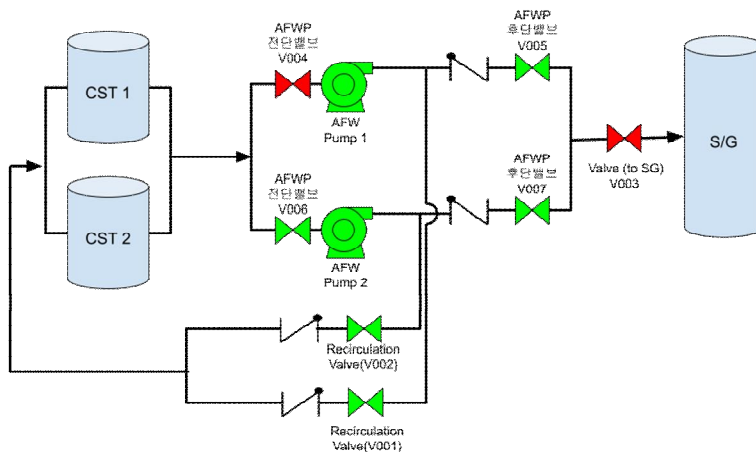 CST 1
CST 2
AFWP
전단밸브
V004
AFW
Pump 1
AFWP
전단밸브
V006
AFW
Pump 2
AFWP
후단밸브
V005
AFWP
후단밸브
V007
Valve (to SG)
V003
S/G
Recirculation
Valve(V002)
Recirculation
Valve(V001)